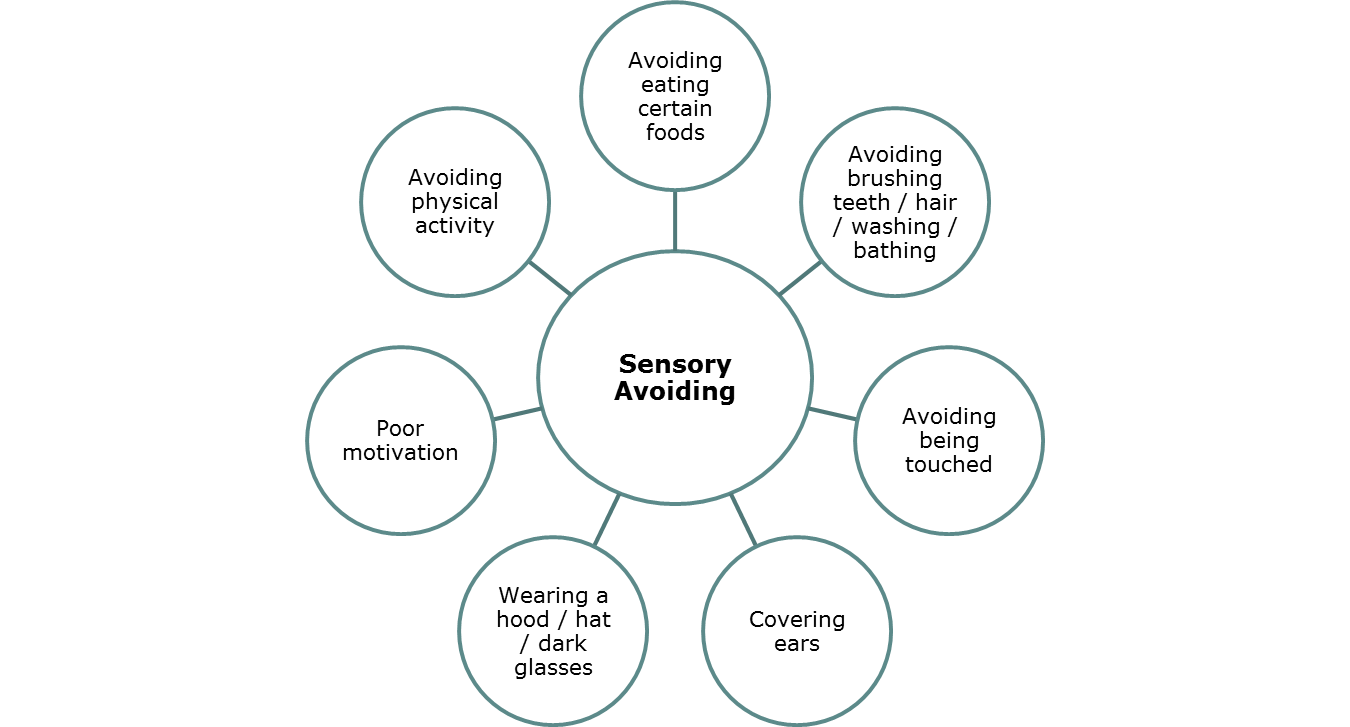 Avoiding
eating
certain
foods
Avoiding
brushing
teeth / hair
/ washing /
bathing
Avoiding
being
touched
Covering
ears
Wearing a
hood / hat
/ dark
glasses
Poor
motivation
Avoiding
physical
activity
Sensory
Avoiding